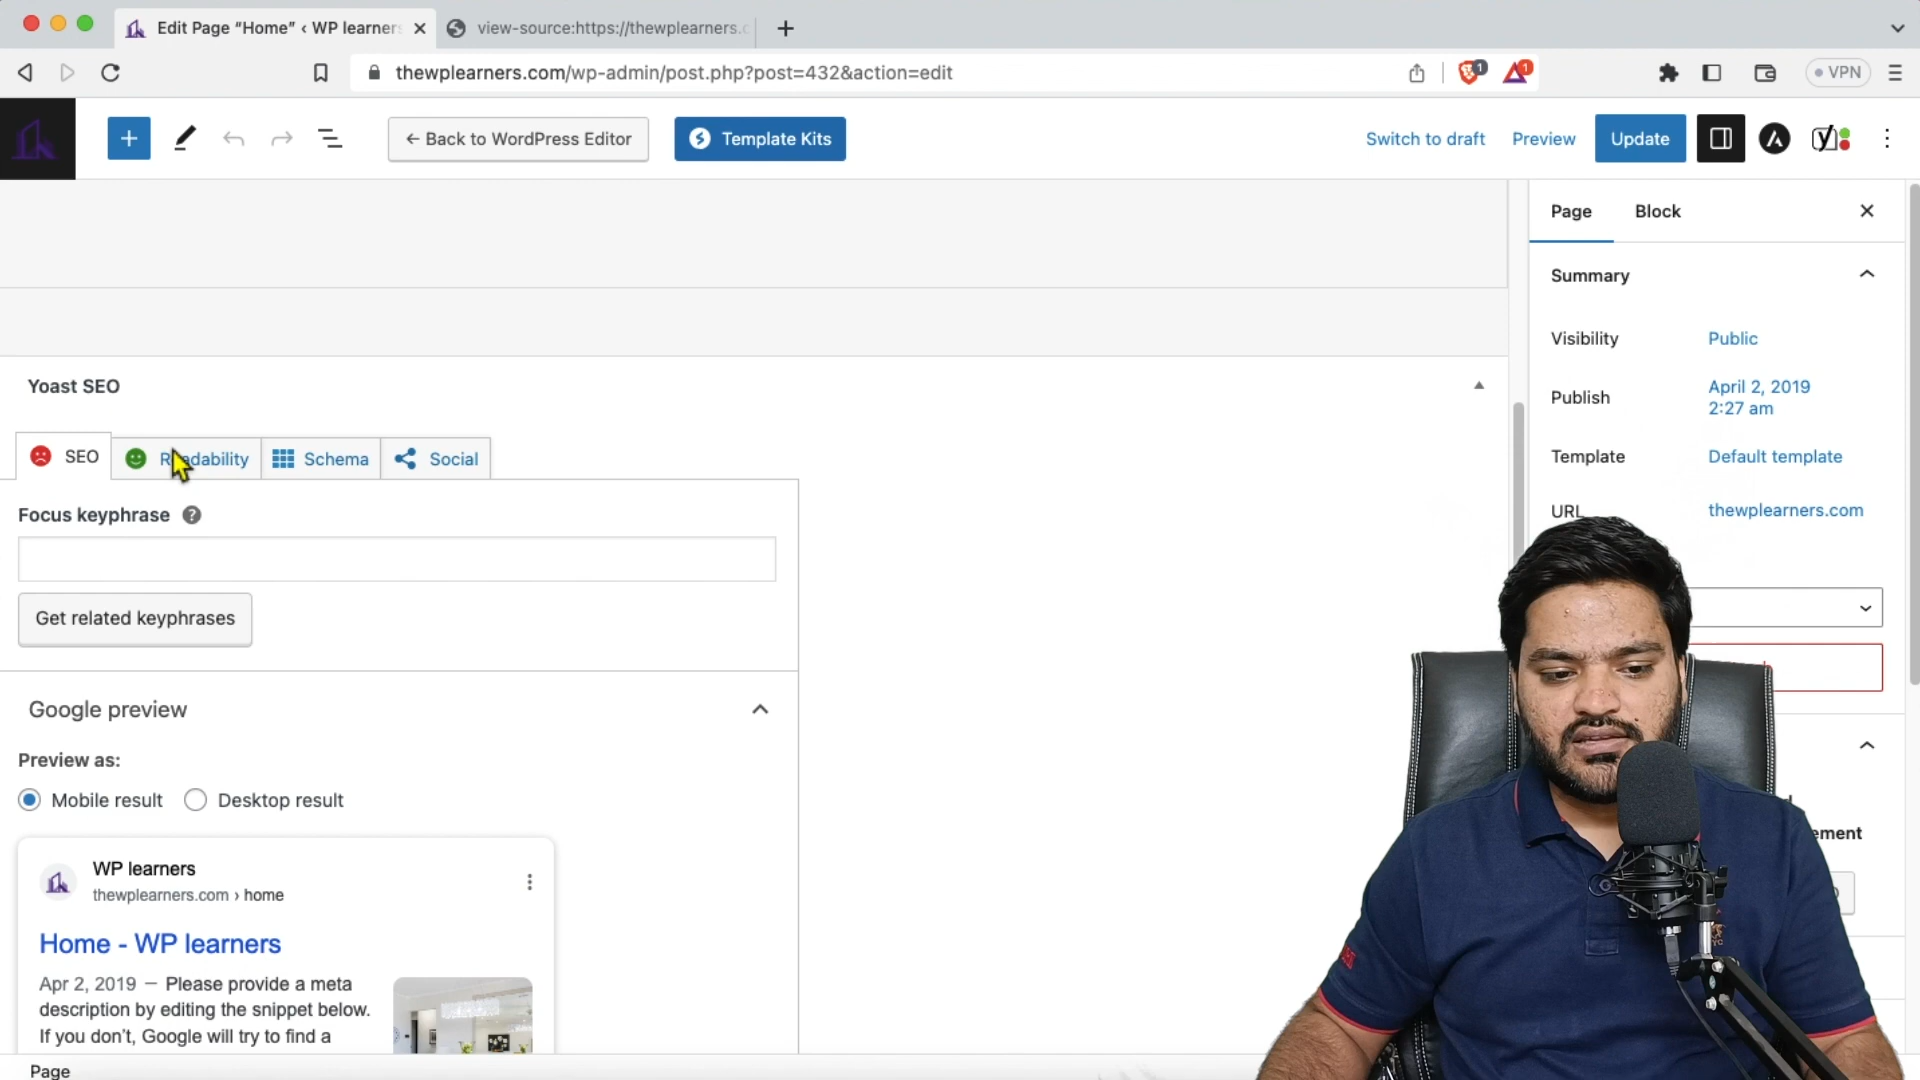 Edit Page “Home” ‹ WP learners
view-source:https://thewplearners.c
thewplearners.com/wp-admin/post.php?post=432&action=edit
1
1
VPN
← Back to WordPress Editor
Template Kits
Switch to draft
Preview
Update
Page
Block
Summary
Visibility
Public
Publish
April 2, 2019
2:27 am
Template
Default template
URL
thewplearners.com
Yoast SEO
SEO
Readability
Schema
Social
Focus keyphrase ?
Get related keyphrases
Google preview
Preview as:
Mobile result
Desktop result
WP learners
thewplearners.com › home
Home - WP learners
Apr 2, 2019 — Please provide a meta
description by editing the snippet below.
If you don’t, Google will try to find a
Page